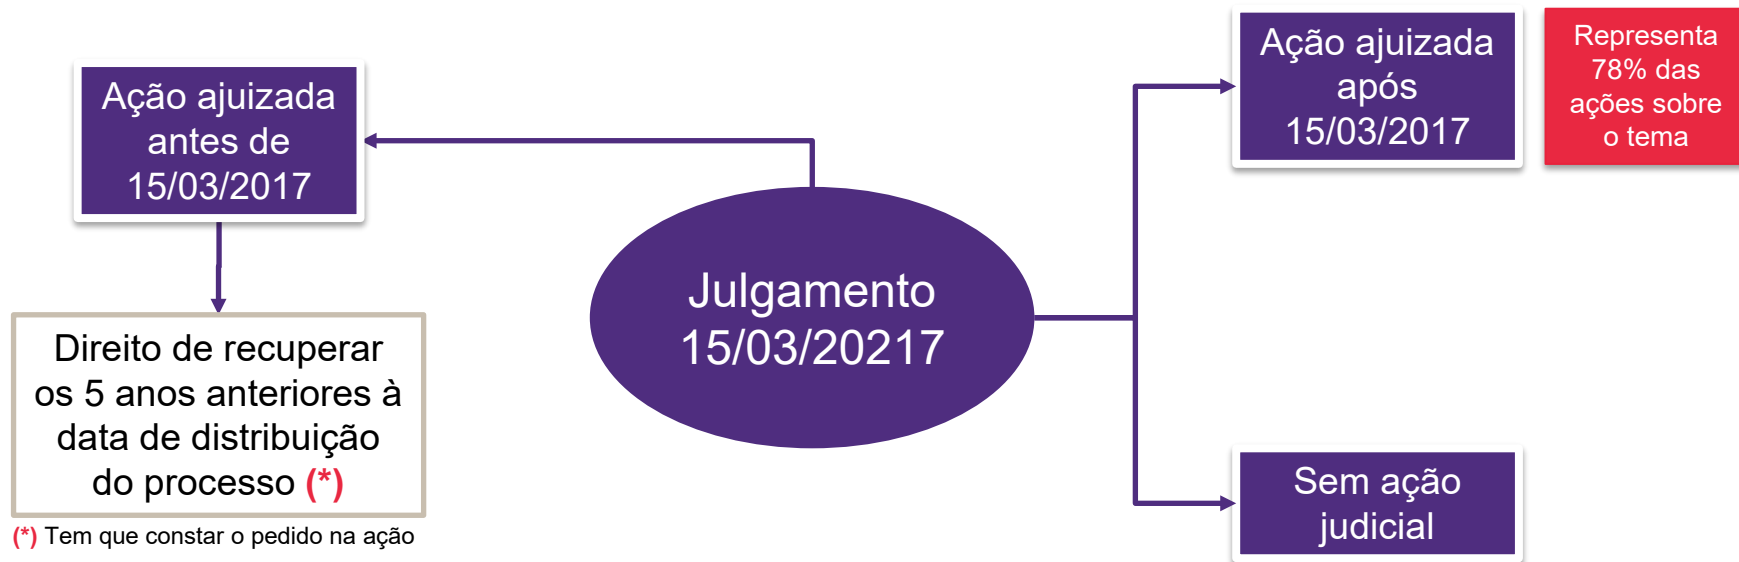 Ação ajuizada
antes de
15/03/2017
Direito de recuperar
os 5 anos anteriores à
data de distribuição
do processo (*)
(*) Tem que constar o pedido na ação
Julgamento
15/03/20217
Ação ajuizada
após
15/03/2017
Representa
78% das
ações sobre
o tema
Sem ação
judicial